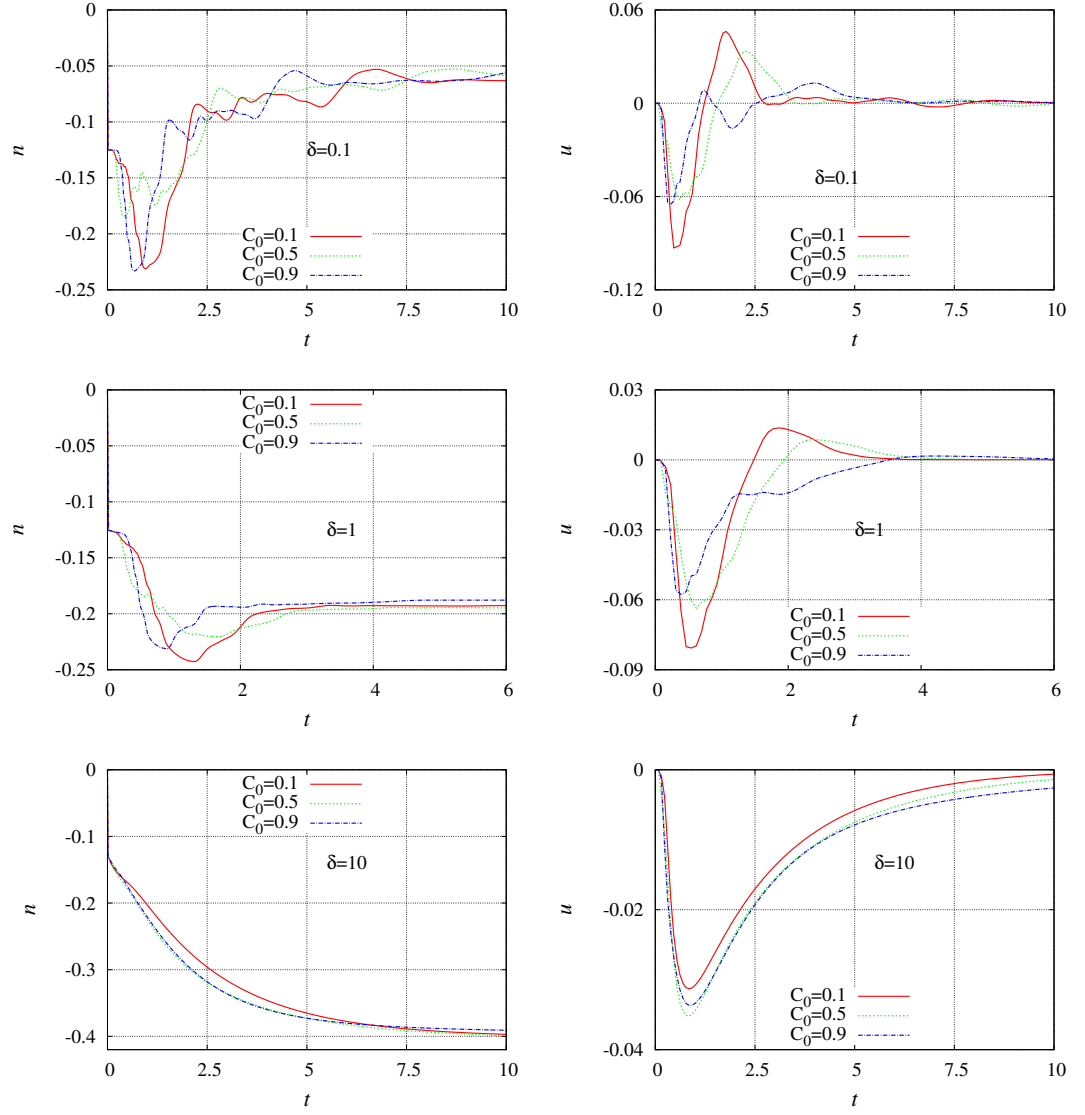 0
-0.05
-0.1
-0.15
-0.2
-0.25
0 2.5 5 7.5 10
n
t
δ=0.1
C0=0.1
C0=0.5
C0=0.9
0.06
0
-0.06
-0.12
0 2.5 5 7.5 10
u
t
δ=0.1
C0=0.1
C0=0.5
C0=0.9
0
-0.05
-0.1
-0.15
-0.2
-0.25
0 2 4 6
n
t
C0=0.1
C0=0.5
C0=0.9
δ=1
0.03
0
-0.03
-0.06
-0.09
0 2 4 6
u
t
δ=1
C0=0.1
C0=0.5
C0=0.9
0
-0.1
-0.2
-0.3
-0.4
0 2.5 5 7.5 10
n
t
C0=0.1
C0=0.5
C0=0.9
δ=10
0
-0.02
-0.04
0 2.5 5 7.5 10
u
t
δ=10
C0=0.1
C0=0.5
C0=0.9